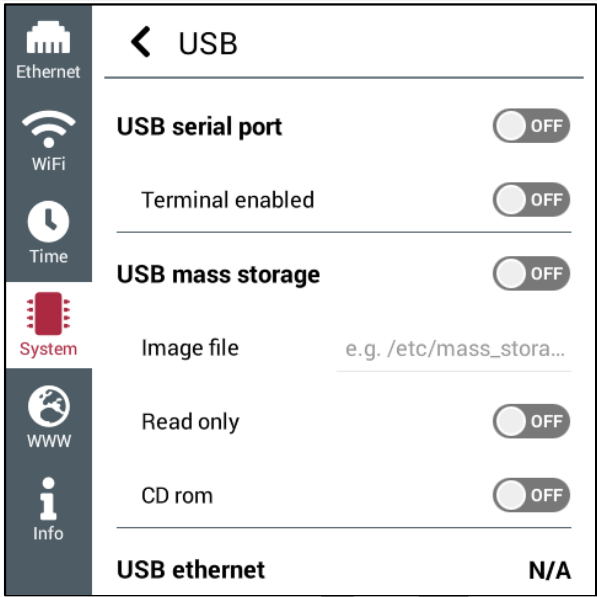 Ethernet
WiFi
Time
System
WWW
Info
USB
USB serial port OFF
Terminal enabled OFF
USB mass storage OFF
Image file e.g. /etc/mass_stora...
Read only OFF
CD rom OFF
USB ethernet N/A